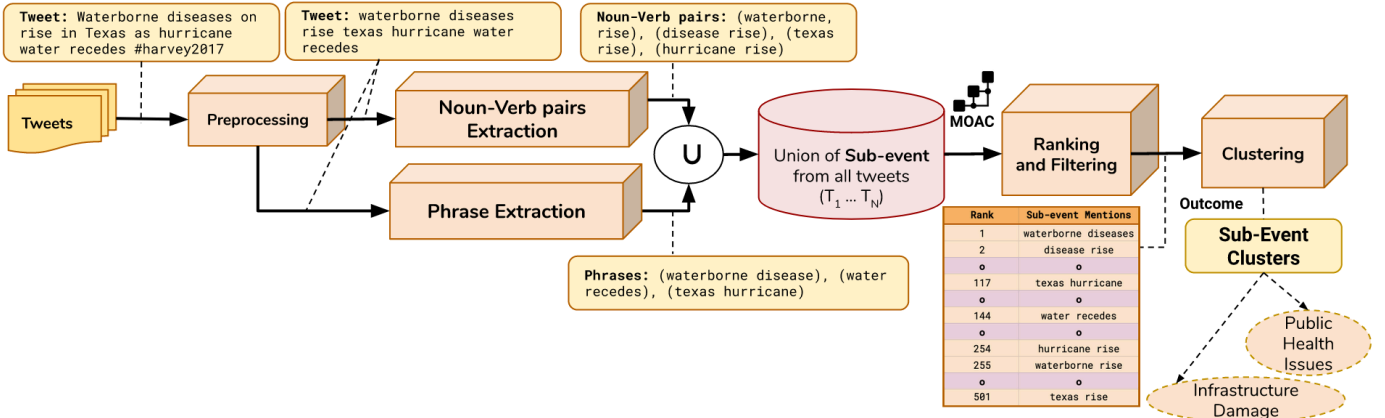 Tweet: Waterborne diseases on
rise in Texas as hurricane
water recedes #harvey2017
Tweet: waterborne diseases
rise texas hurricane water
recedes
Noun-Verb pairs: (waterborne,
rise), (disease rise), (texas
rise), (hurricane rise)
Tweets
Preprocessing
Noun-Verb pairs
Extraction
Phrase Extraction
U
Union of Sub-event
from all tweets
(T1 ... TN)
MOAC
Ranking
and Filtering
Clustering
Outcome
Phrases: (waterborne disease), (water
recedes), (texas hurricane)
Rank Sub-event Mentions
1 waterborne diseases
2 disease rise
o o
117 texas hurricane
o o
144 water recedes
o o
254 hurricane rise
255 waterborne rise
o o
501 texas rise
Sub-Event
Clusters
Public
Health
Issues
Infrastructure
Damage